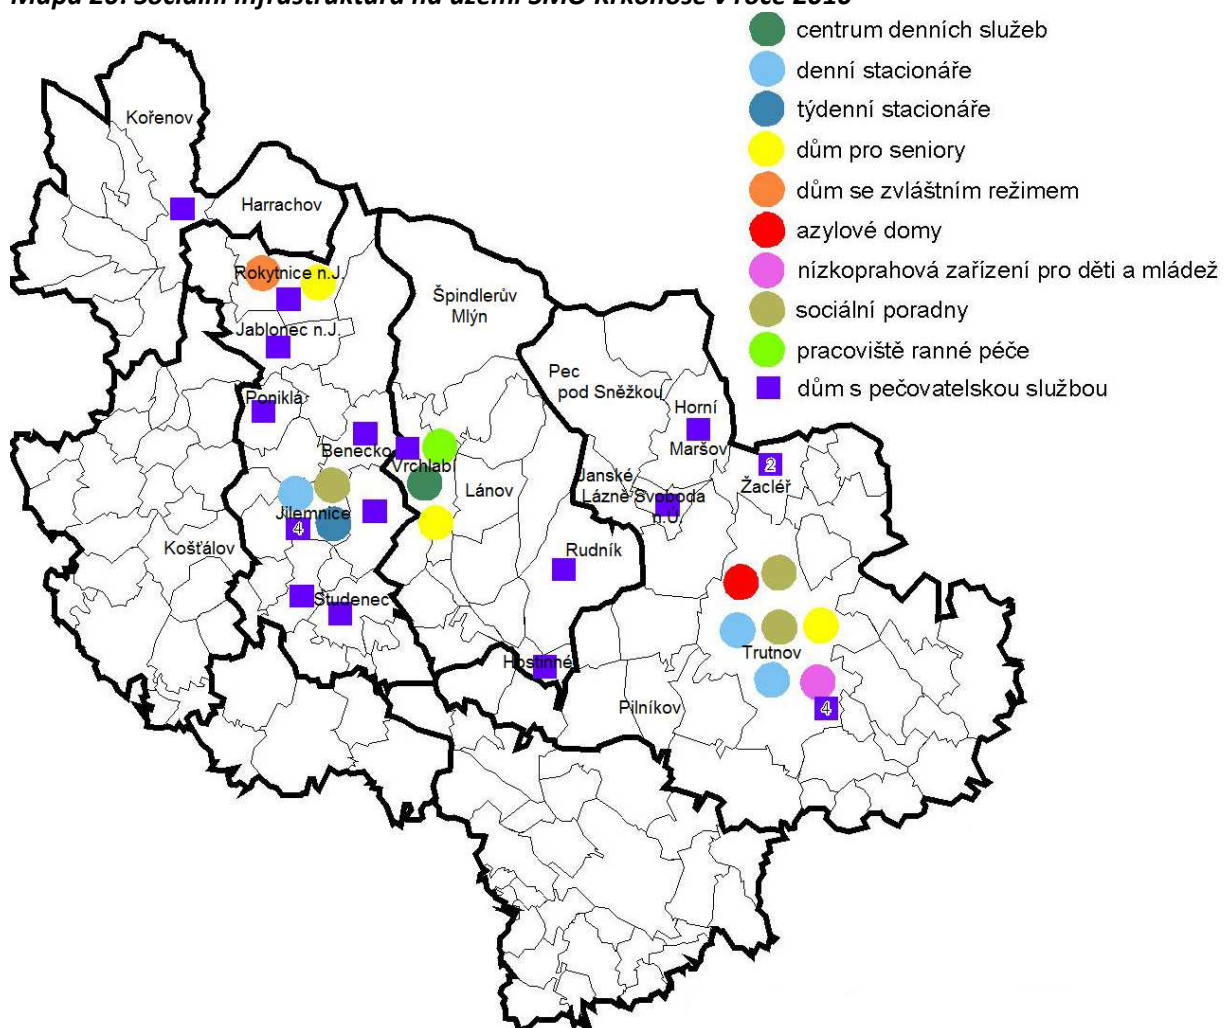 Mapa 20: Sociální infrastruktura na území SMO Krkonoše v roce 2010
centrum denních služeb
denní stacionáře
týdenní stacionáře
dům pro seniory
dům se zvláštním režimem
azylové domy
nízkoprahová zařízení pro děti a mládež
sociální poradny
pracoviště ranné péče
dům s pečovatelskou službou
Kořenov
Harrachov
Rokytnice n.J.
Špindlerův
Mlýn
Jablonec n.J.
Pec
pod Sněžkou
Poniklá
Horní
Maršov
Benecko
Vrchlabí
2
Žacléř
Lánov
Janské
Lázně
Svoboda
n.Ú.
Jilemnice
4
Košťálov
Rudník
Studenec
Trutnov
Hostinné
Pilníkov
4